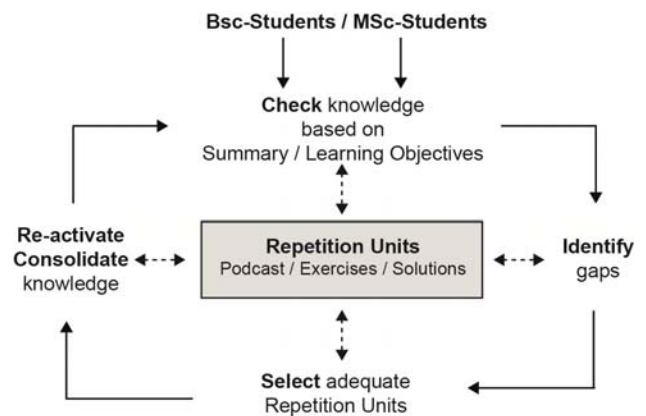 Bsc-Students / MSc-Students
Check knowledge
based on
Summary / Learning Objectives
Re-activate
Consolidate
knowledge
Repetition Units
Podcast / Exercises / Solutions
Identify
gaps
Select adequate
Repetition Units